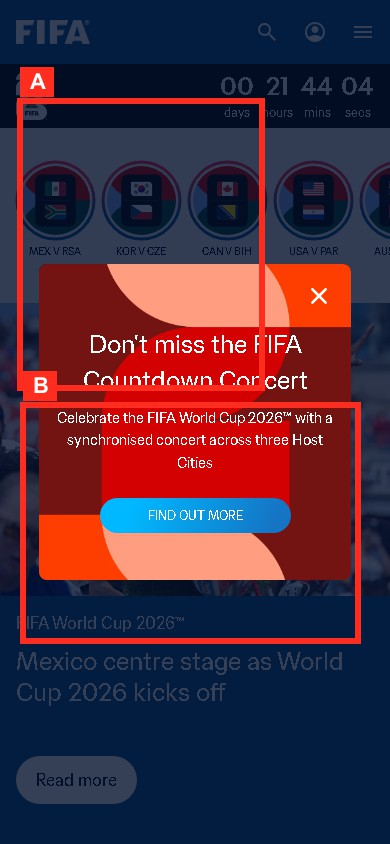 FIFA
00 21 44 04
days hours mins secs
A
FIFA
MEX V RSA KOR V CZE CAN V BIH USA V PAR AUS
Don't miss the FIFA
Countdown Concert
B
Celebrate the FIFA World Cup 2026™ with a
synchronised concert across three Host
Cities
FIND OUT MORE
FIFA World Cup 2026™
Mexico centre stage as World
Cup 2026 kicks off
Read more